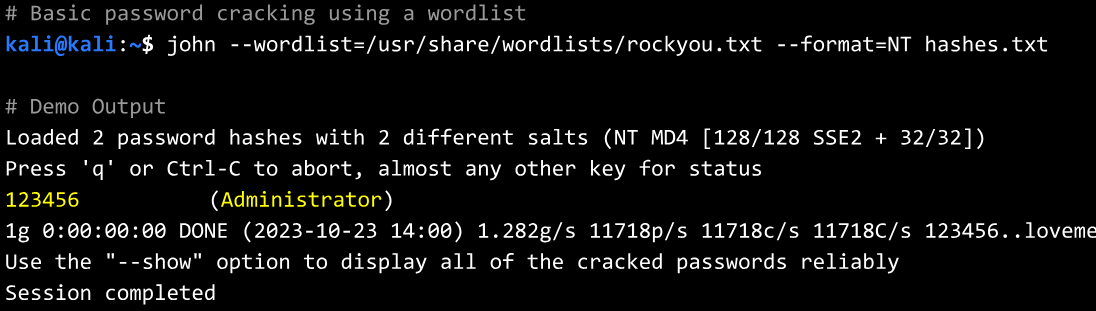 # Basic password cracking using a wordlist
kali@kali:~$ john --wordlist=/usr/share/wordlists/rockyou.txt --format=NT hashes.txt
# Demo Output
Loaded 2 password hashes with 2 different salts (NT MD4 [128/128 SSE2 + 32/32])
Press 'q' or Ctrl-C to abort, almost any other key for status
123456 (Administrator)
1g 0:00:00:00 DONE (2023-10-23 14:00) 1.282g/s 11718p/s 11718c/s 11718C/s 123456..loveme
Use the "--show" option to display all of the cracked passwords reliably
Session completed